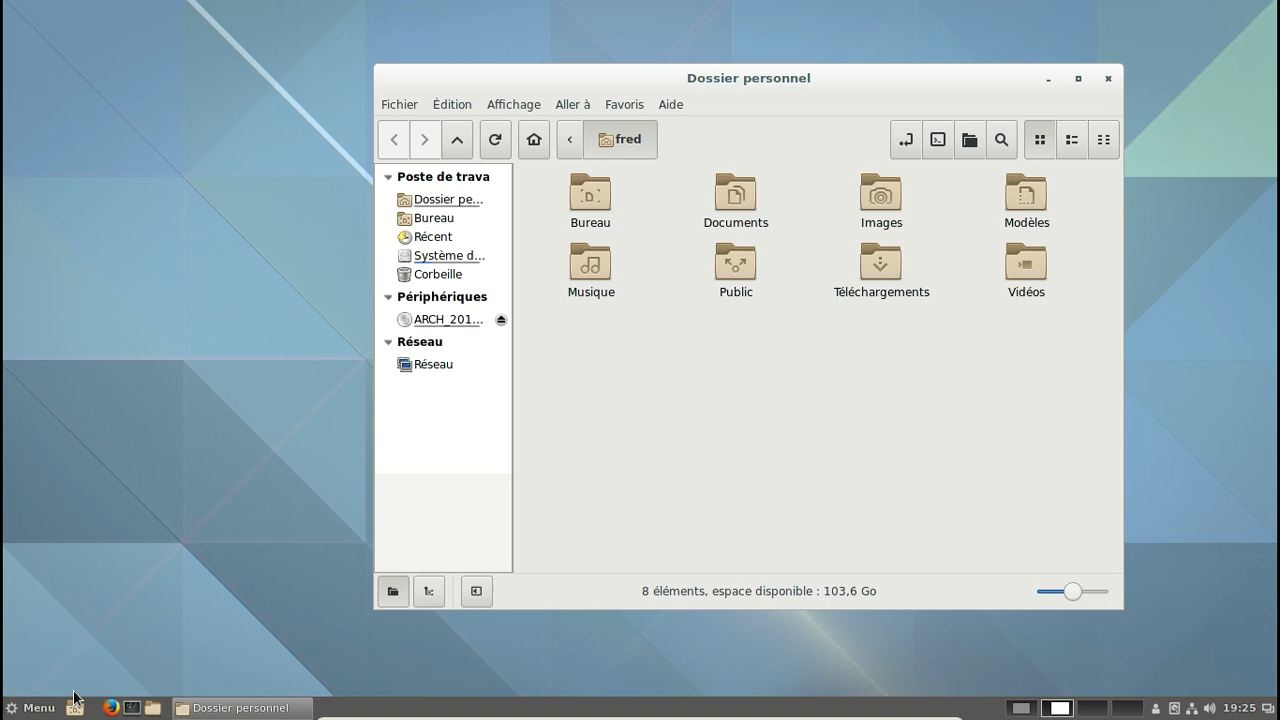 Dossier personnel
Fichier Édition Affichage Aller à Favoris Aide
fred
Poste de trava
Dossier pe...
Bureau
Récent
Système d...
Corbeille
Périphériques
ARCH_201...
Réseau
Réseau
Bureau Documents Images Modèles
Musique Public Téléchargements Vidéos
8 éléments, espace disponible : 103,6 Go
Menu Dossier personnel 19:25